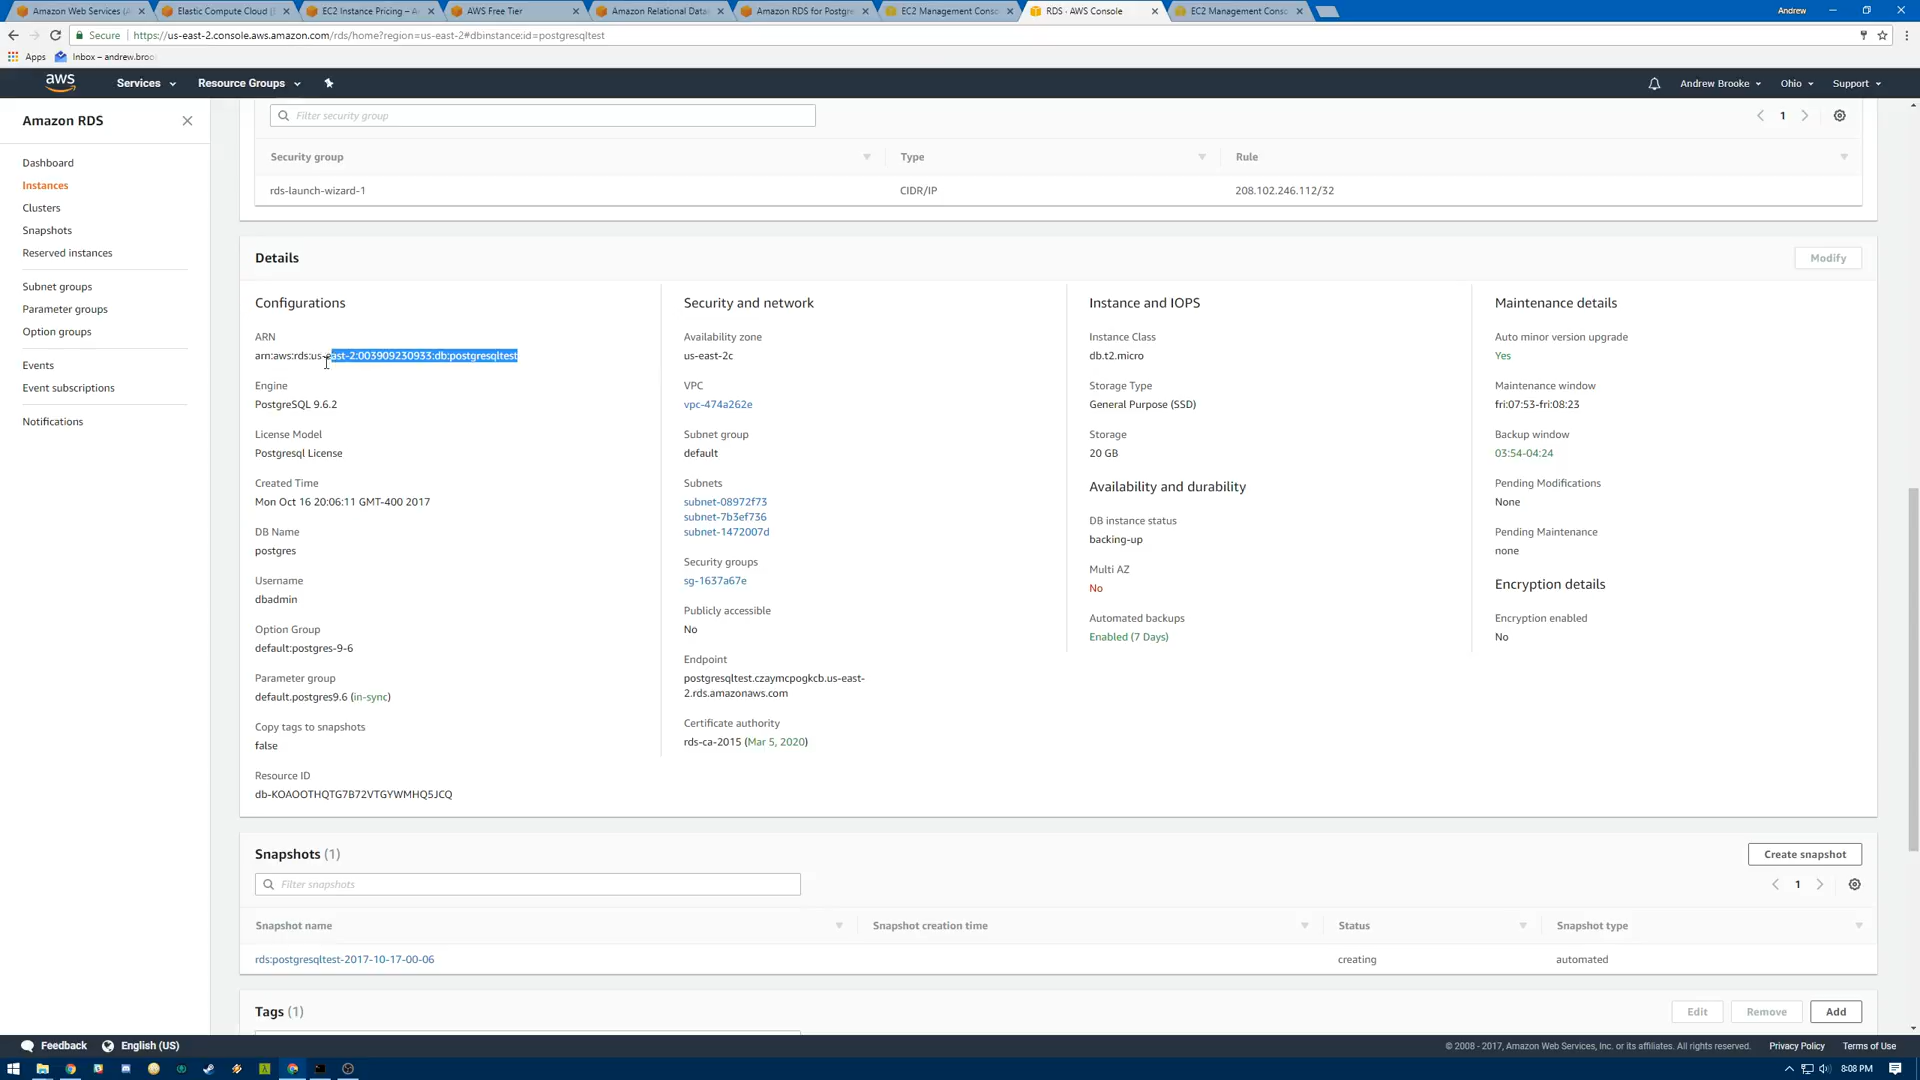 Amazon Web Services (A
Elastic Compute Cloud (
EC2 Instance Pricing – A
AWS Free Tier
Amazon Relational Data
Amazon RDS for Postgre
EC2 Management Conso
RDS · AWS Console
EC2 Management Consc
Andrew
Secure
https://us-east-2.console.aws.amazon.com/rds/home?region=us-east-2#dbinstance:id=postgresqltest
Apps
Inbox – andrew.broo
aws
Services
Resource Groups
Andrew Brooke
Ohio
Support
Amazon RDS
Dashboard
Instances
Clusters
Snapshots
Reserved instances
Subnet groups
Parameter groups
Option groups
Events
Event subscriptions
Notifications
Filter security group
1
Security group
Type
Rule
rds-launch-wizard-1
CIDR/IP
208.102.246.112/32
Details
Modify
Configurations
ARN
arn:aws:rds:us-east-2:003909230933:db:postgresqltest
Engine
PostgreSQL 9.6.2
License Model
Postgresql License
Created Time
Mon Oct 16 20:06:11 GMT-400 2017
DB Name
postgres
Username
dbadmin
Option Group
default:postgres-9-6
Parameter group
default.postgres9.6 (in-sync)
Copy tags to snapshots
false
Resource ID
db-KOAOOTHQTG7B72VTGYWMHQ5JCQ
Security and network
Availability zone
us-east-2c
VPC
vpc-474a262e
Subnet group
default
Subnets
subnet-08972f73
subnet-7b3ef736
subnet-1472007d
Security groups
sg-1637a67e
Publicly accessible
No
Endpoint
postgresqltest.czaymcpogkcb.us-east-
2.rds.amazonaws.com
Certificate authority
rds-ca-2015 (Mar 5, 2020)
Instance and IOPS
Instance Class
db.t2.micro
Storage Type
General Purpose (SSD)
Storage
20 GB
Availability and durability
DB instance status
backing-up
Multi AZ
No
Automated backups
Enabled (7 Days)
Maintenance details
Auto minor version upgrade
Yes
Maintenance window
fri:07:53-fri:08:23
Backup window
03:54-04:24
Pending Modifications
None
Pending Maintenance
none
Encryption details
Encryption enabled
No
Snapshots (1)
Create snapshot
Filter snapshots
1
Snapshot name
Snapshot creation time
Status
Snapshot type
rds:postgresqltest-2017-10-17-00-06
creating
automated
Tags (1)
Edit
Remove
Add
Feedback
English (US)
© 2008 - 2017, Amazon Web Services, Inc. or its affiliates. All rights reserved.
Privacy Policy
Terms of Use
8:08 PM